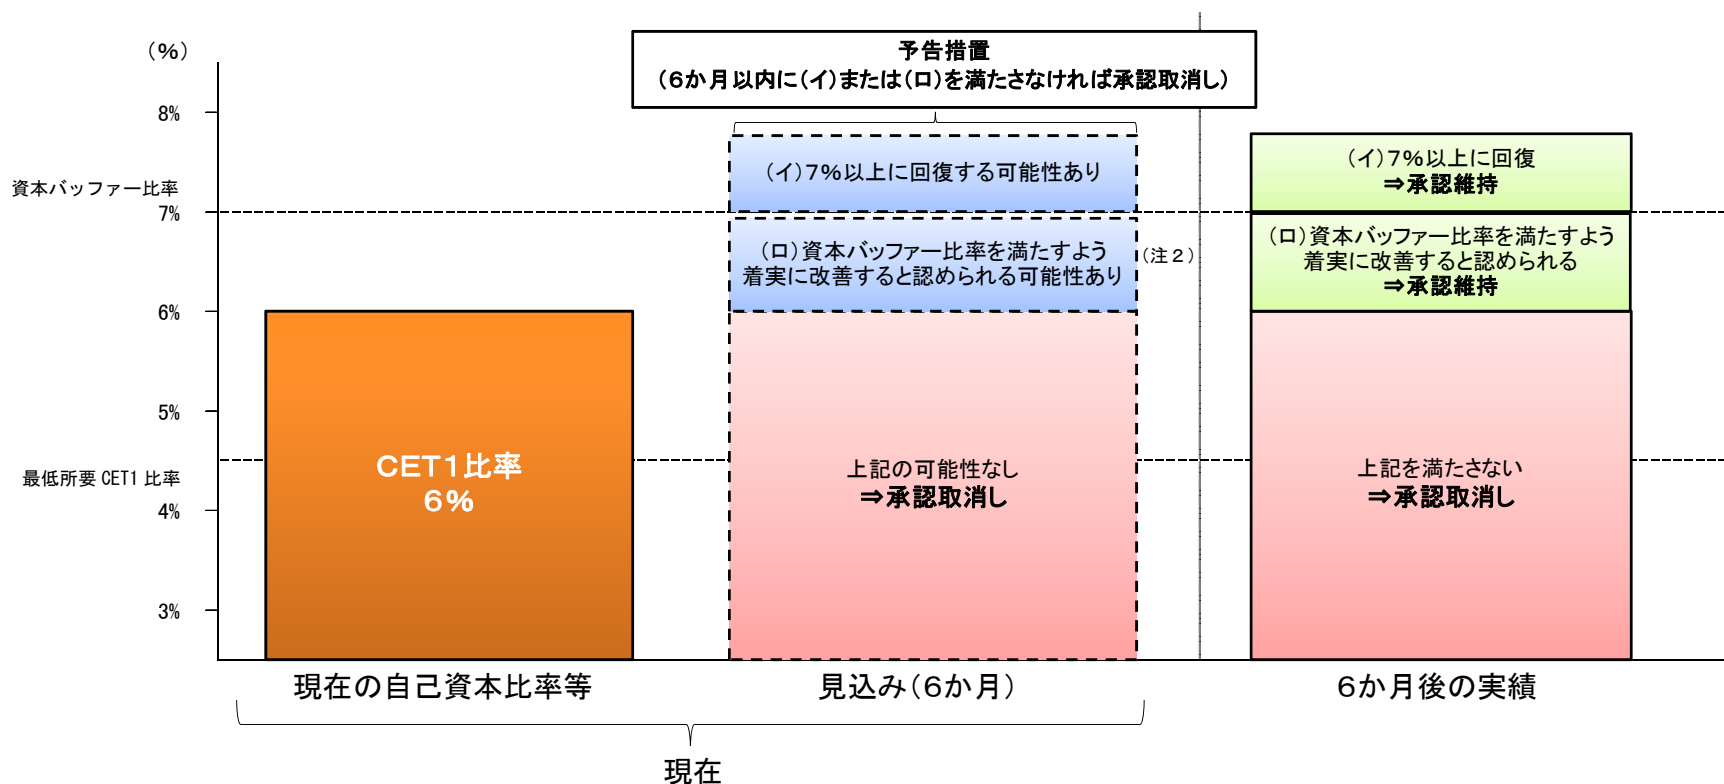 （％）
予告措置
（６か月以内に（イ）または（ロ）を満たさなければ承認取消し）
8%
資本バッファー比率
7%
6%
5%
最低所要 CET1 比率
4%
3%
ＣＥＴ１比率
６％
（イ）７％以上に回復する可能性あり
（ロ）資本バッファー比率を満たすよう
着実に改善すると認められる可能性あり
（注２）
上記の可能性なし
⇒承認取消し
（イ）７％以上に回復
⇒承認維持
（ロ）資本バッファー比率を満たすよう
着実に改善すると認められる
⇒承認維持
上記を満たさない
⇒承認取消し
現在の自己資本比率等
見込み（６か月）
６か月後の実績
現在